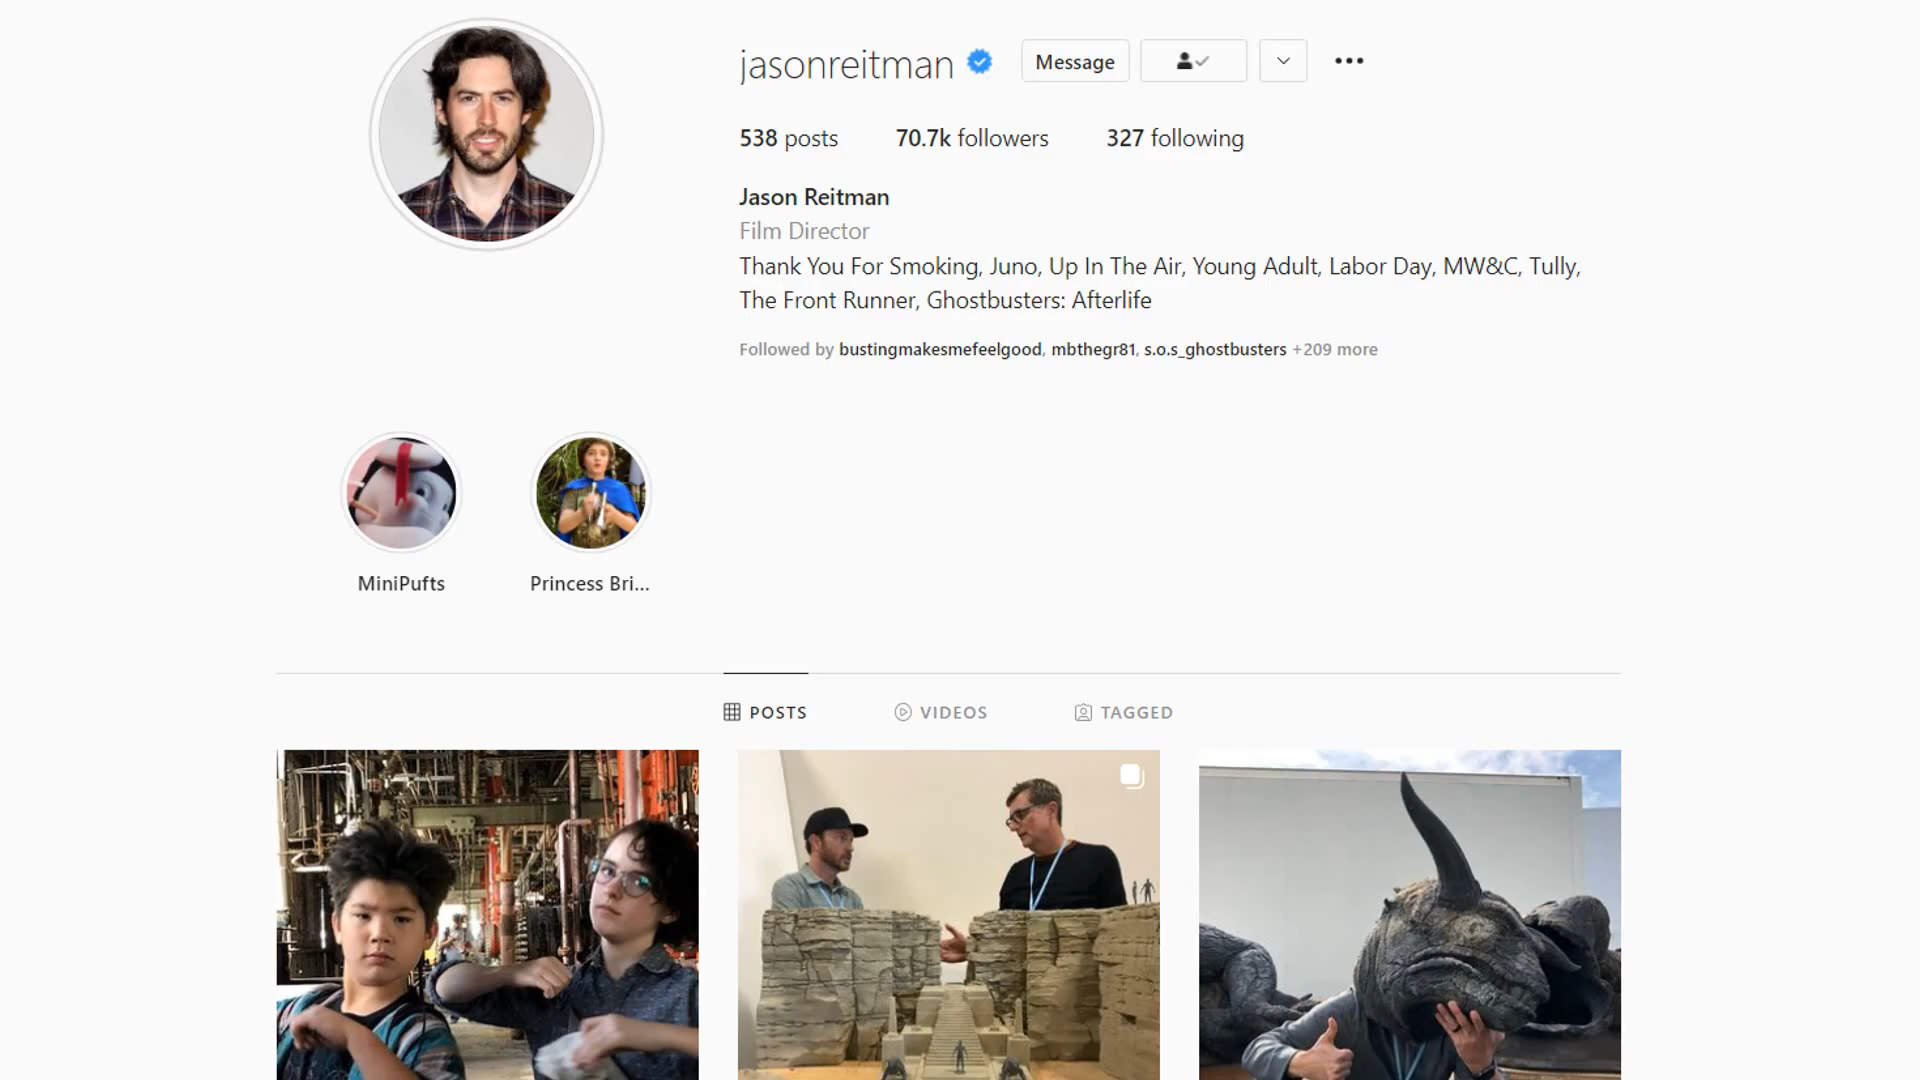 jasonreitman
Message
538 posts
70.7k followers
327 following
Jason Reitman
Film Director
Thank You For Smoking, Juno, Up In The Air, Young Adult, Labor Day, MW&C, Tully,
The Front Runner, Ghostbusters: Afterlife
Followed by bustingmakesmefeelgood, mbthegr81, s.o.s_ghostbusters +209 more
MiniPufts
Princess Bri...
POSTS
VIDEOS
TAGGED